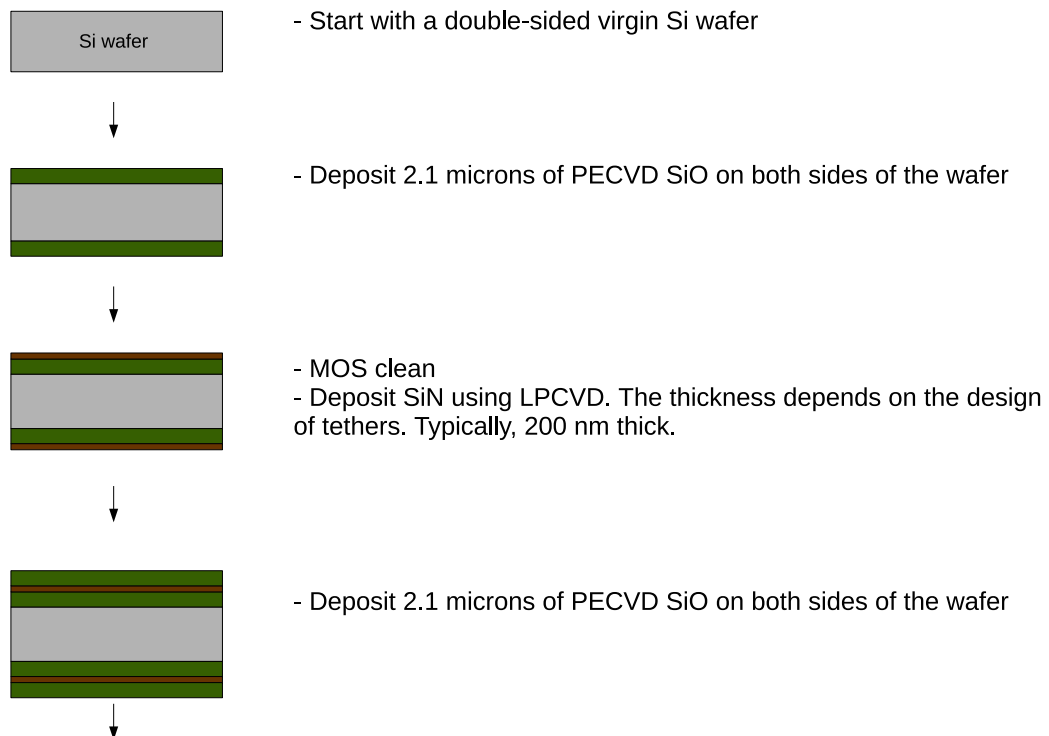 Si wafer
- Start with a double-sided virgin Si wafer
- Deposit 2.1 microns of PECVD SiO on both sides of the wafer
- MOS clean
- Deposit SiN using LPCVD. The thickness depends on the design
of tethers. Typically, 200 nm thick.
- Deposit 2.1 microns of PECVD SiO on both sides of the wafer